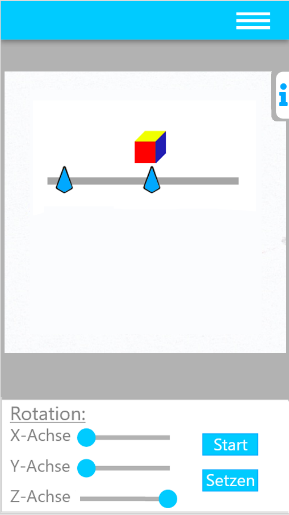 i
Rotation:
X-Achse
Start
Y-Achse
Setzen
Z-Achse